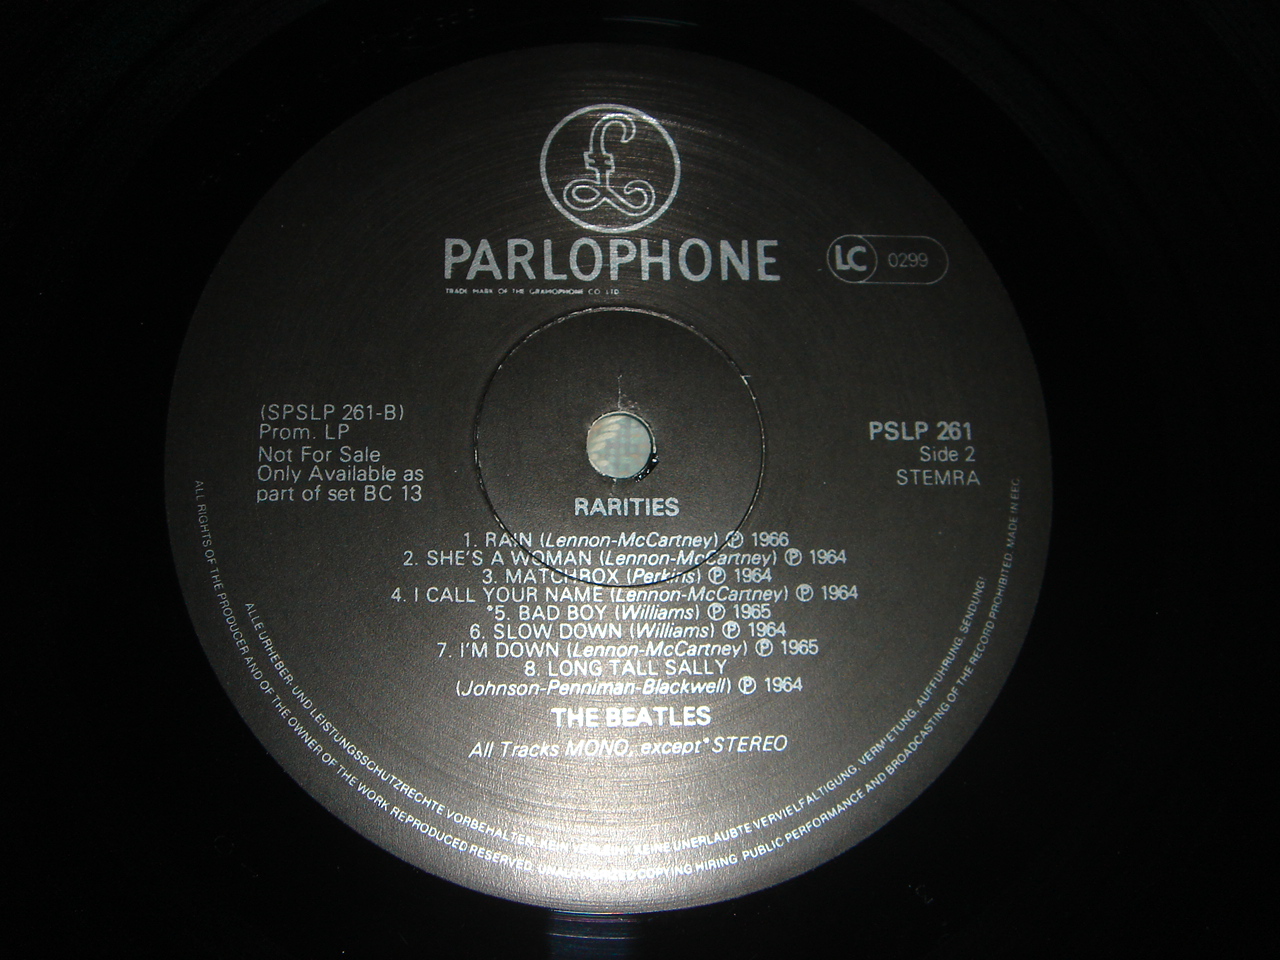 PARLOPHONE
TRADE MARK OF THE GRAMOPHONE CO. LTD.
LC 0299
(SPSLP 261-B)
Prom. LP
Not For Sale
Only Available as
part of set BC 13
PSLP 261
Side 2
STEMRA
RARITIES
1. RAIN (Lennon-McCartney) ℗ 1966
2. SHE'S A WOMAN (Lennon-McCartney) ℗ 1964
3. MATCHBOX (Perkins) ℗ 1964
4. I CALL YOUR NAME (Lennon-McCartney) ℗ 1964
*5. BAD BOY (Williams) ℗ 1965
6. SLOW DOWN (Williams) ℗ 1964
7. I'M DOWN (Lennon-McCartney) ℗ 1965
8. LONG TALL SALLY
(Johnson-Penniman-Blackwell) ℗ 1964
THE BEATLES
All Tracks MONO, except *STEREO
ALLE URHEBER- UND LEISTUNGSSCHUTZRECHTE VORBEHALTEN. KEIN VERLEIH! KEINE UNERLAUBTE VERVIELFÄLTIGUNG, VERMIETUNG, AUFFÜHRUNG, SENDUNG!
ALL RIGHTS OF THE PRODUCER AND OF THE OWNER OF THE WORK REPRODUCED RESERVED. UNAUTHORIZED COPYING HIRING PUBLIC PERFORMANCE AND BROADCASTING OF THE RECORD PROHIBITED. MADE IN EEC.